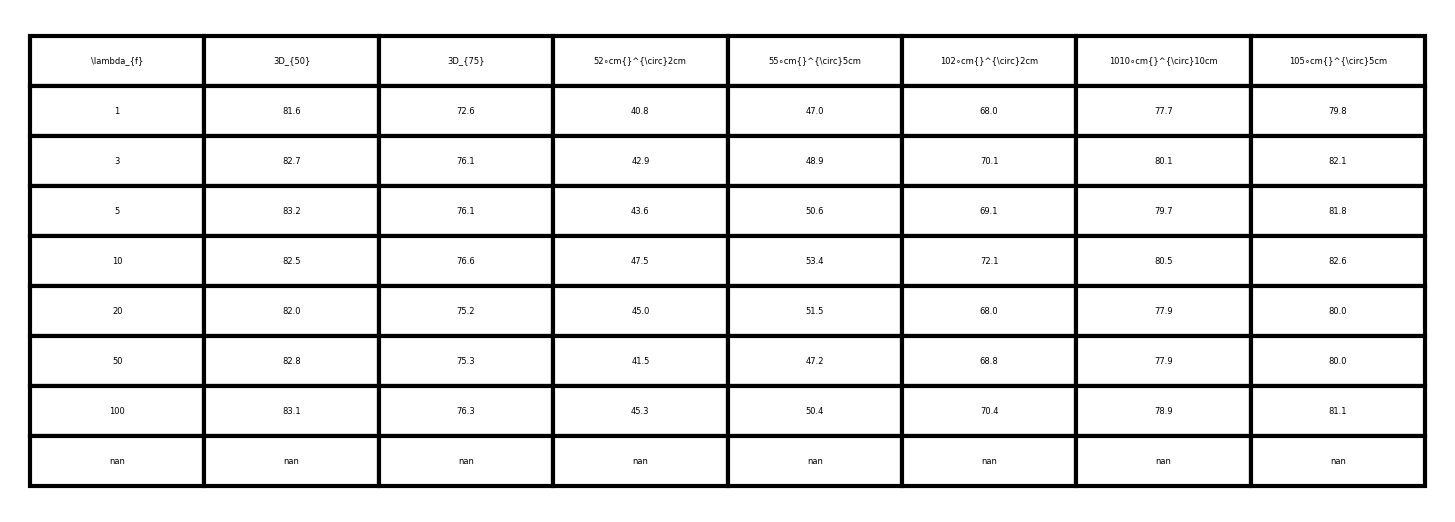 \lambda_{f} 3D_{50} 3D_{75} 52∘cm{}^{\circ}2cm 55∘cm{}^{\circ}5cm 102∘cm{}^{\circ}2cm 1010∘cm{}^{\circ}10cm 105∘cm{}^{\circ}5cm
1 81.6 72.6 40.8 47.0 68.0 77.7 79.8
3 82.7 76.1 42.9 48.9 70.1 80.1 82.1
5 83.2 76.1 43.6 50.6 69.1 79.7 81.8
10 82.5 76.6 47.5 53.4 72.1 80.5 82.6
20 82.0 75.2 45.0 51.5 68.0 77.9 80.0
50 82.8 75.3 41.5 47.2 68.8 77.9 80.0
100 83.1 76.3 45.3 50.4 70.4 78.9 81.1
nan nan nan nan nan nan nan nan